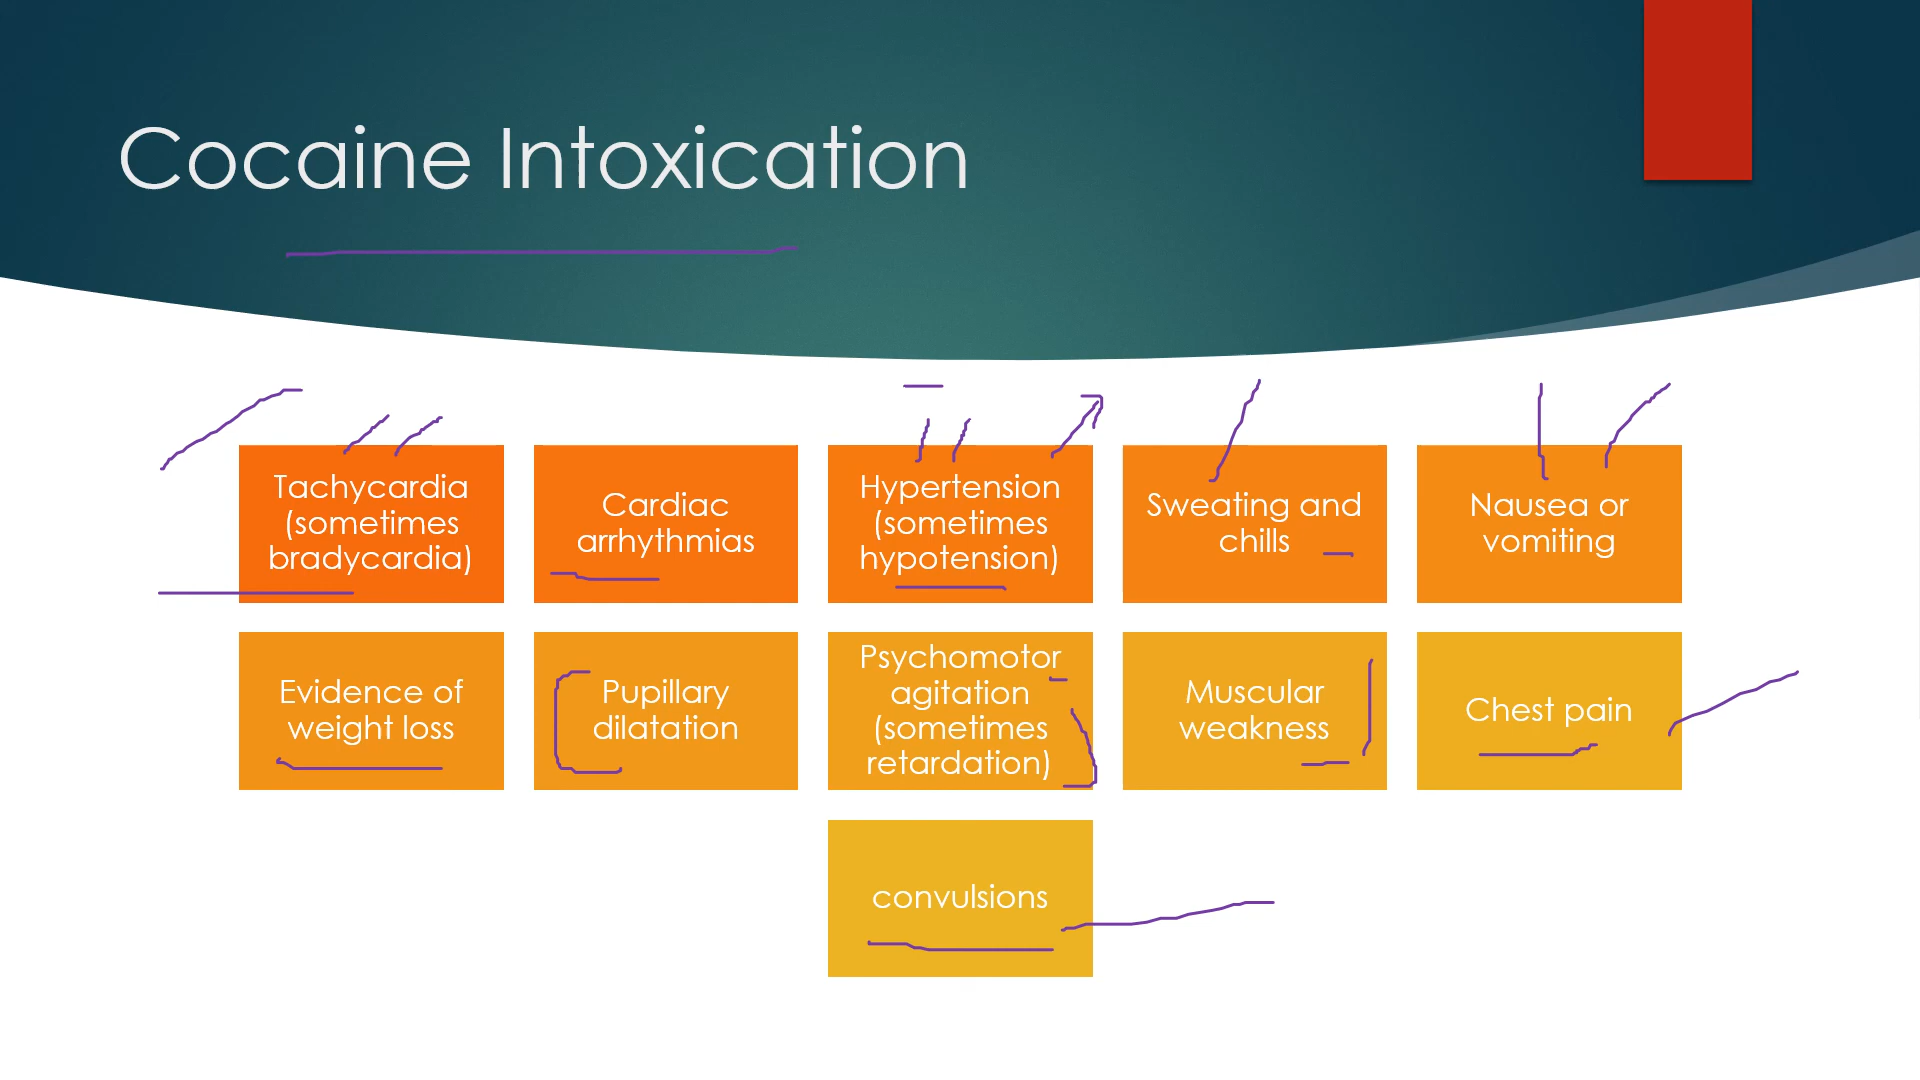 Cocaine Intoxication
Tachycardia
(sometimes
bradycardia)
Cardiac
arrhythmias
Hypertension
(sometimes
hypotension)
Sweating and
chills
Nausea or
vomiting
Evidence of
weight loss
Pupillary
dilatation
Psychomotor
agitation
(sometimes
retardation)
Muscular
weakness
Chest pain
convulsions